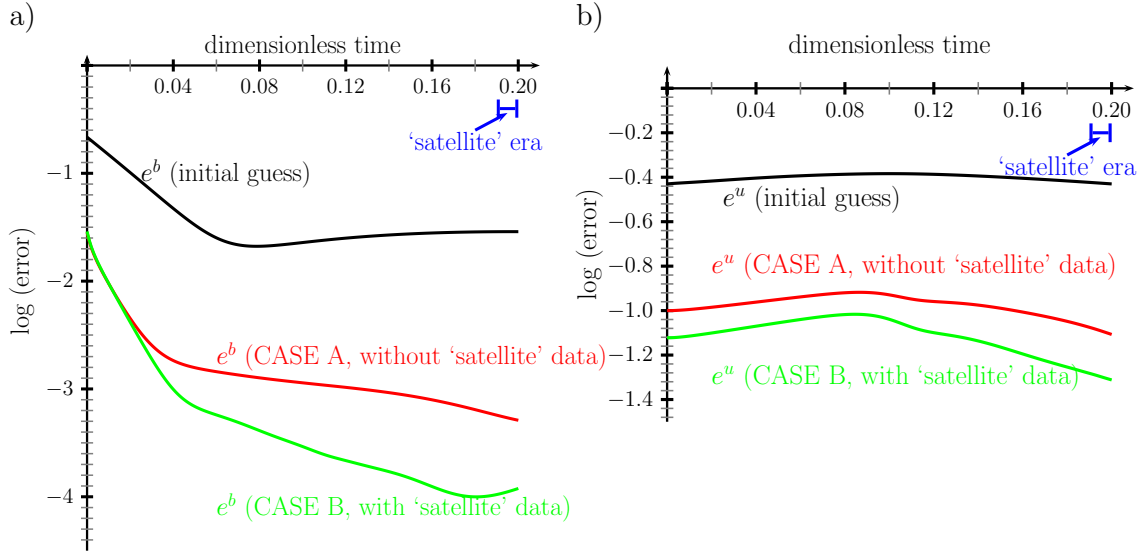 a)
dimensionless time
0.04 0.08 0.12 0.16 0.20
‘satellite’ era
−1
e^b (initial guess)
−2
log (error)
e^b (CASE A, without ‘satellite’ data)
−3
−4
e^b (CASE B, with ‘satellite’ data)
b)
dimensionless time
0.04 0.08 0.12 0.16 0.20
−0.2
‘satellite’ era
−0.4
e^u (initial guess)
−0.6
log (error)
−0.8
e^u (CASE A, without ‘satellite’ data)
−1.0
−1.2
e^u (CASE B, with ‘satellite’ data)
−1.4